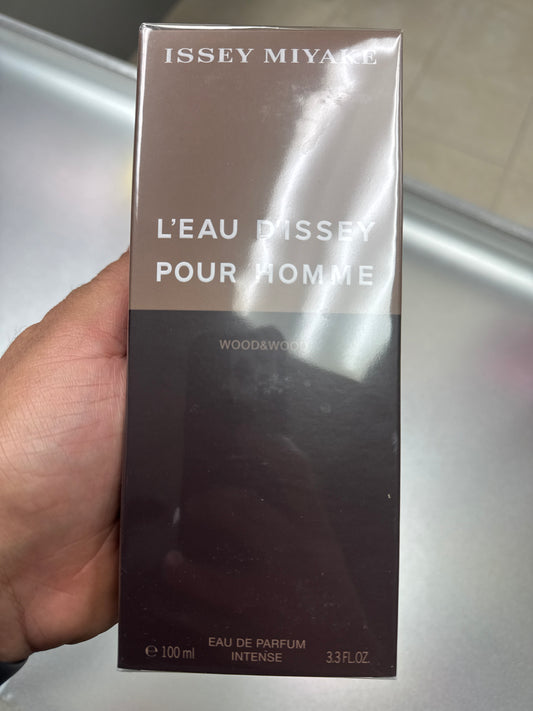 ISSEY MIYAKE
L'EAU D'ISSEY
POUR HOMME
WOOD&WOOD
EAU DE PARFUM
INTENSE
℮ 100 ml
3.3 FL.OZ.